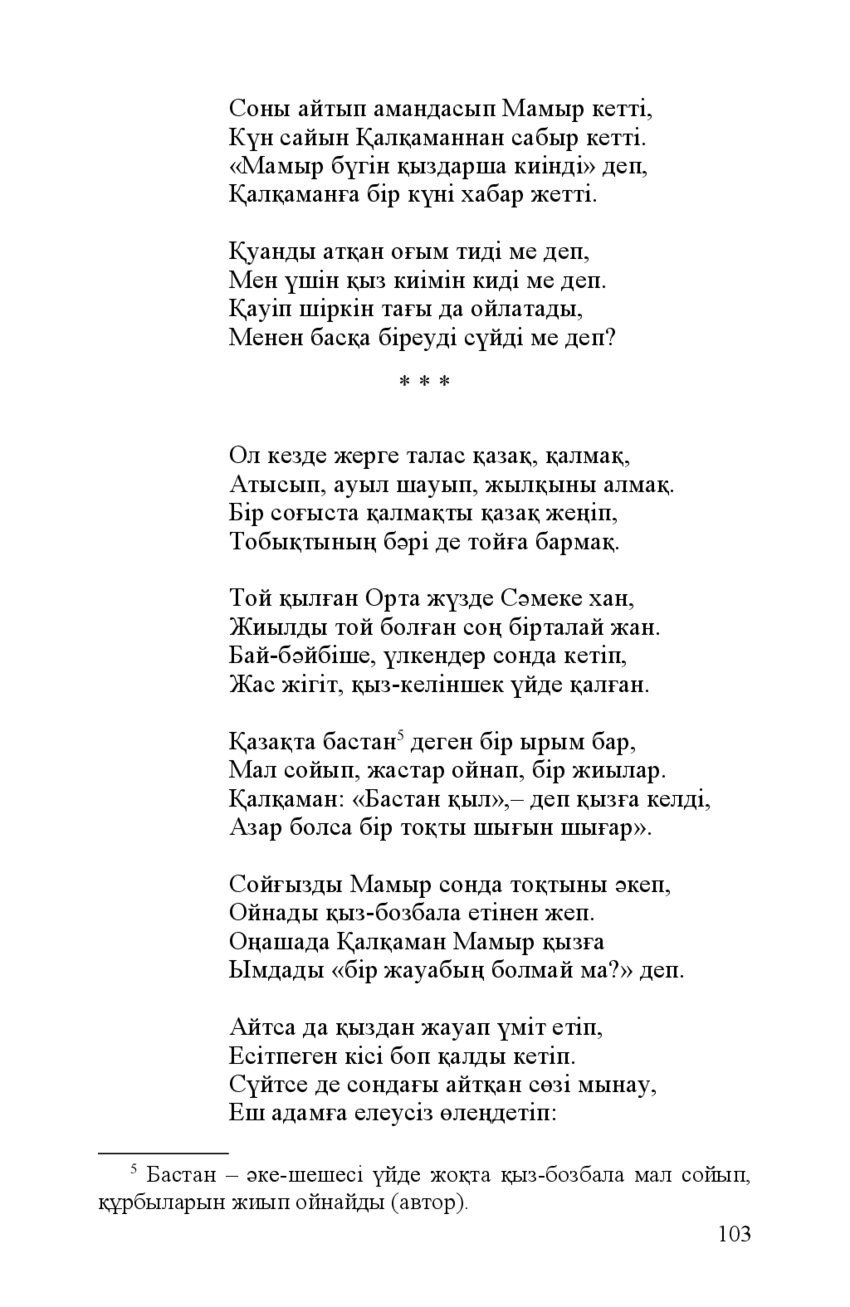 Соны айтып амандасып Мамыр кетті,
Күн сайын Қалқаманнан сабыр кетті.
«Мамыр бүгін қыздарша киінді» деп,
Қалқаманға бір күні хабар жетті.
Қуанды атқан оғым тиді ме деп,
Мен үшін қыз киімін киді ме деп.
Қауіп шіркін тағы да ойлатады,
Менен басқа біреуді сүйді ме деп?
* * *
Ол кезде жерге талас қазақ, қалмақ,
Атысып, ауыл шауып, жылқыны алмақ.
Бір соғыста қалмақты қазақ жеңіп,
Тобықтының бәрі де тойға бармақ.
Той қылған Орта жүзде Сәмеке хан,
Жиылды той болған соң бірталай жан.
Бай-бәйбіше, үлкендер сонда кетіп,
Жас жігіт, қыз-келіншек үйде қалған.
Қазақта бастан⁵ деген бір ырым бар,
Мал сойып, жастар ойнап, бір жиылар.
Қалқаман: «Бастан қыл»,– деп қызға келді,
Азар болса бір тоқты шығын шығар».
Сойғызды Мамыр сонда тоқтыны әкеп,
Ойнады қыз-бозбала етінен жеп.
Оңашада Қалқаман Мамыр қызға
Ымдады «бір жауабың болмай ма?» деп.
Айтса да қыздан жауап үміт етіп,
Есітпеген кісі боп қалды кетіп.
Сүйтсе де сондағы айтқан сөзі мынау,
Еш адамға елеусіз өлеңдетіп:
⁵ Бастан – әке-шешесі үйде жоқта қыз-бозбала мал сойып,
құрбыларын жиып ойнайды (автор).
103